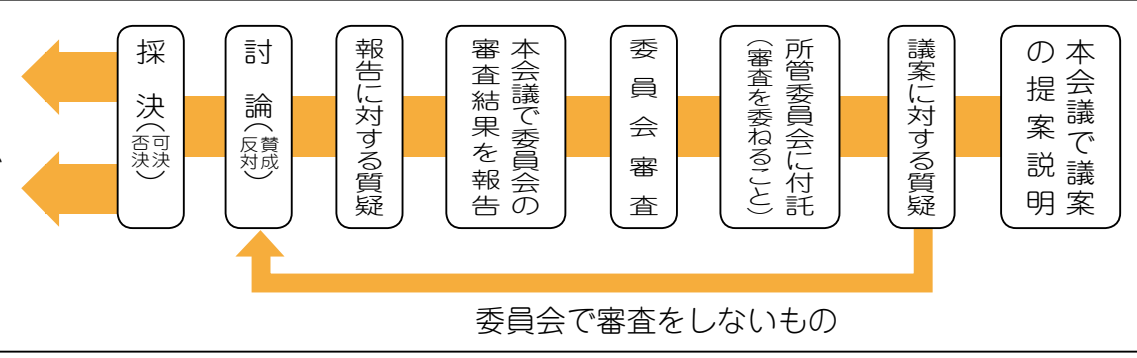 本会議で議案
の提案説明
議案に対する質疑
所管委員会に付託
(審査を委ねること)
委員会審査
本会議で委員会の
審査結果を報告
報告に対する質疑
討論(賛成
反対)
採決(可決
否決)
委員会で審査をしないもの